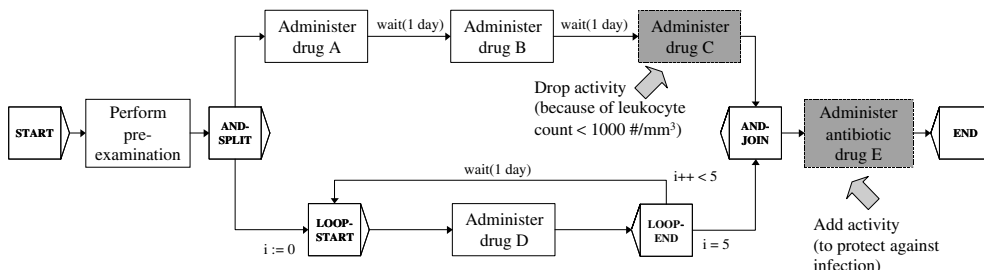 Administer
drug A
wait(1 day)
Administer
drug B
wait(1 day)
Administer
drug C
Drop activity
(because of leukocyte
count < 1000 #/mm³)
START
Perform
pre-
examination
AND-
SPLIT
AND-
JOIN
Administer
antibiotic
drug E
END
wait(1 day)
i++ < 5
i := 0
LOOP-
START
Administer
drug D
LOOP-
END
i = 5
Add activity
(to protect against
infection)